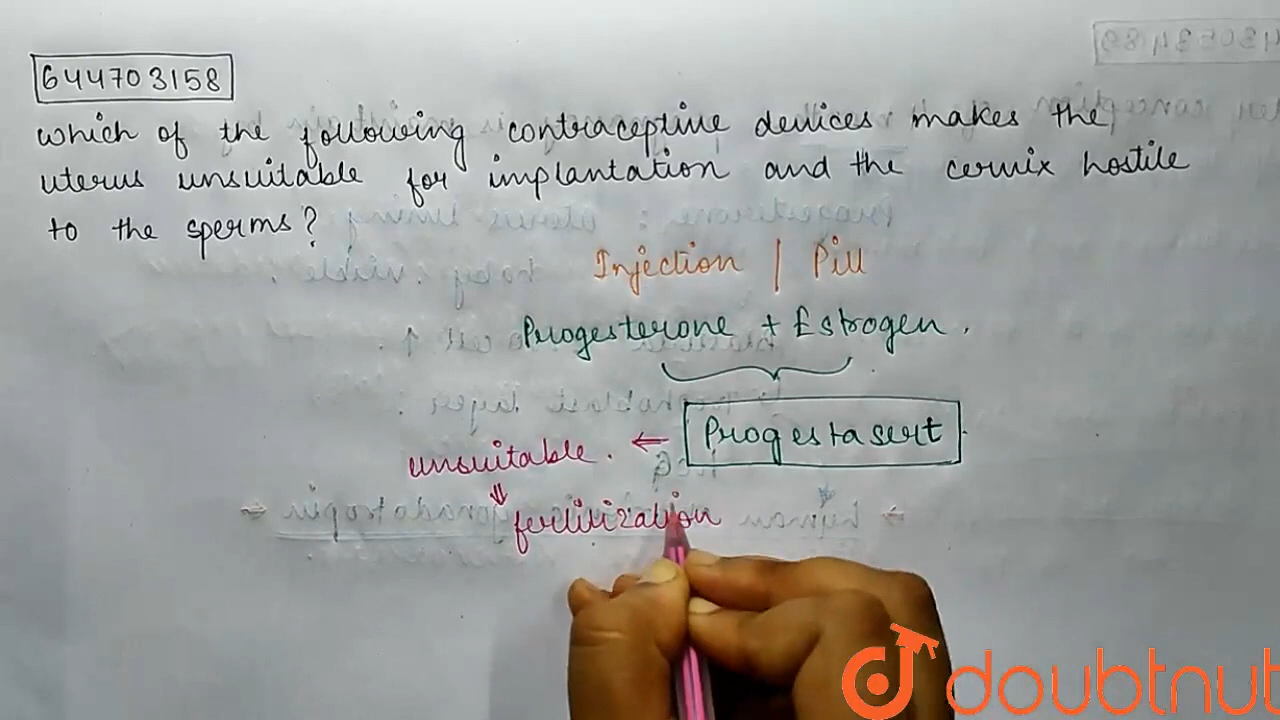 644703158
which of the following contraceptive devices makes the
uterus unsuitable for implantation and the cervix hostile
to the sperms?
Injection | Pill
Progesterone + Estrogen.
Progestasert
unsuitable. ⇐
⇓
fertilization
doubtnut